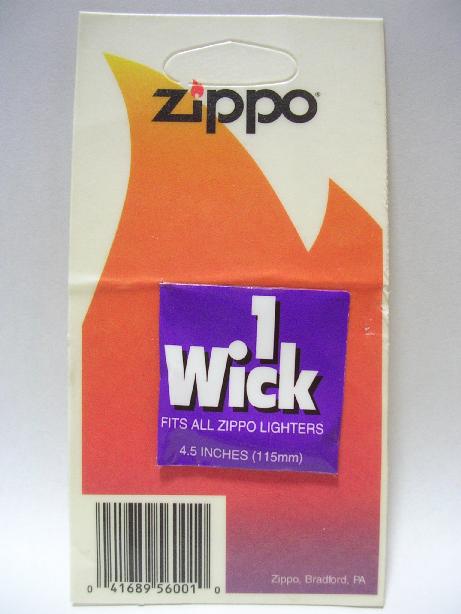 zippo®
1
Wick
FITS ALL ZIPPO LIGHTERS
4.5 INCHES (115mm)
0 41689 56001 0
Zippo, Bradford, PA